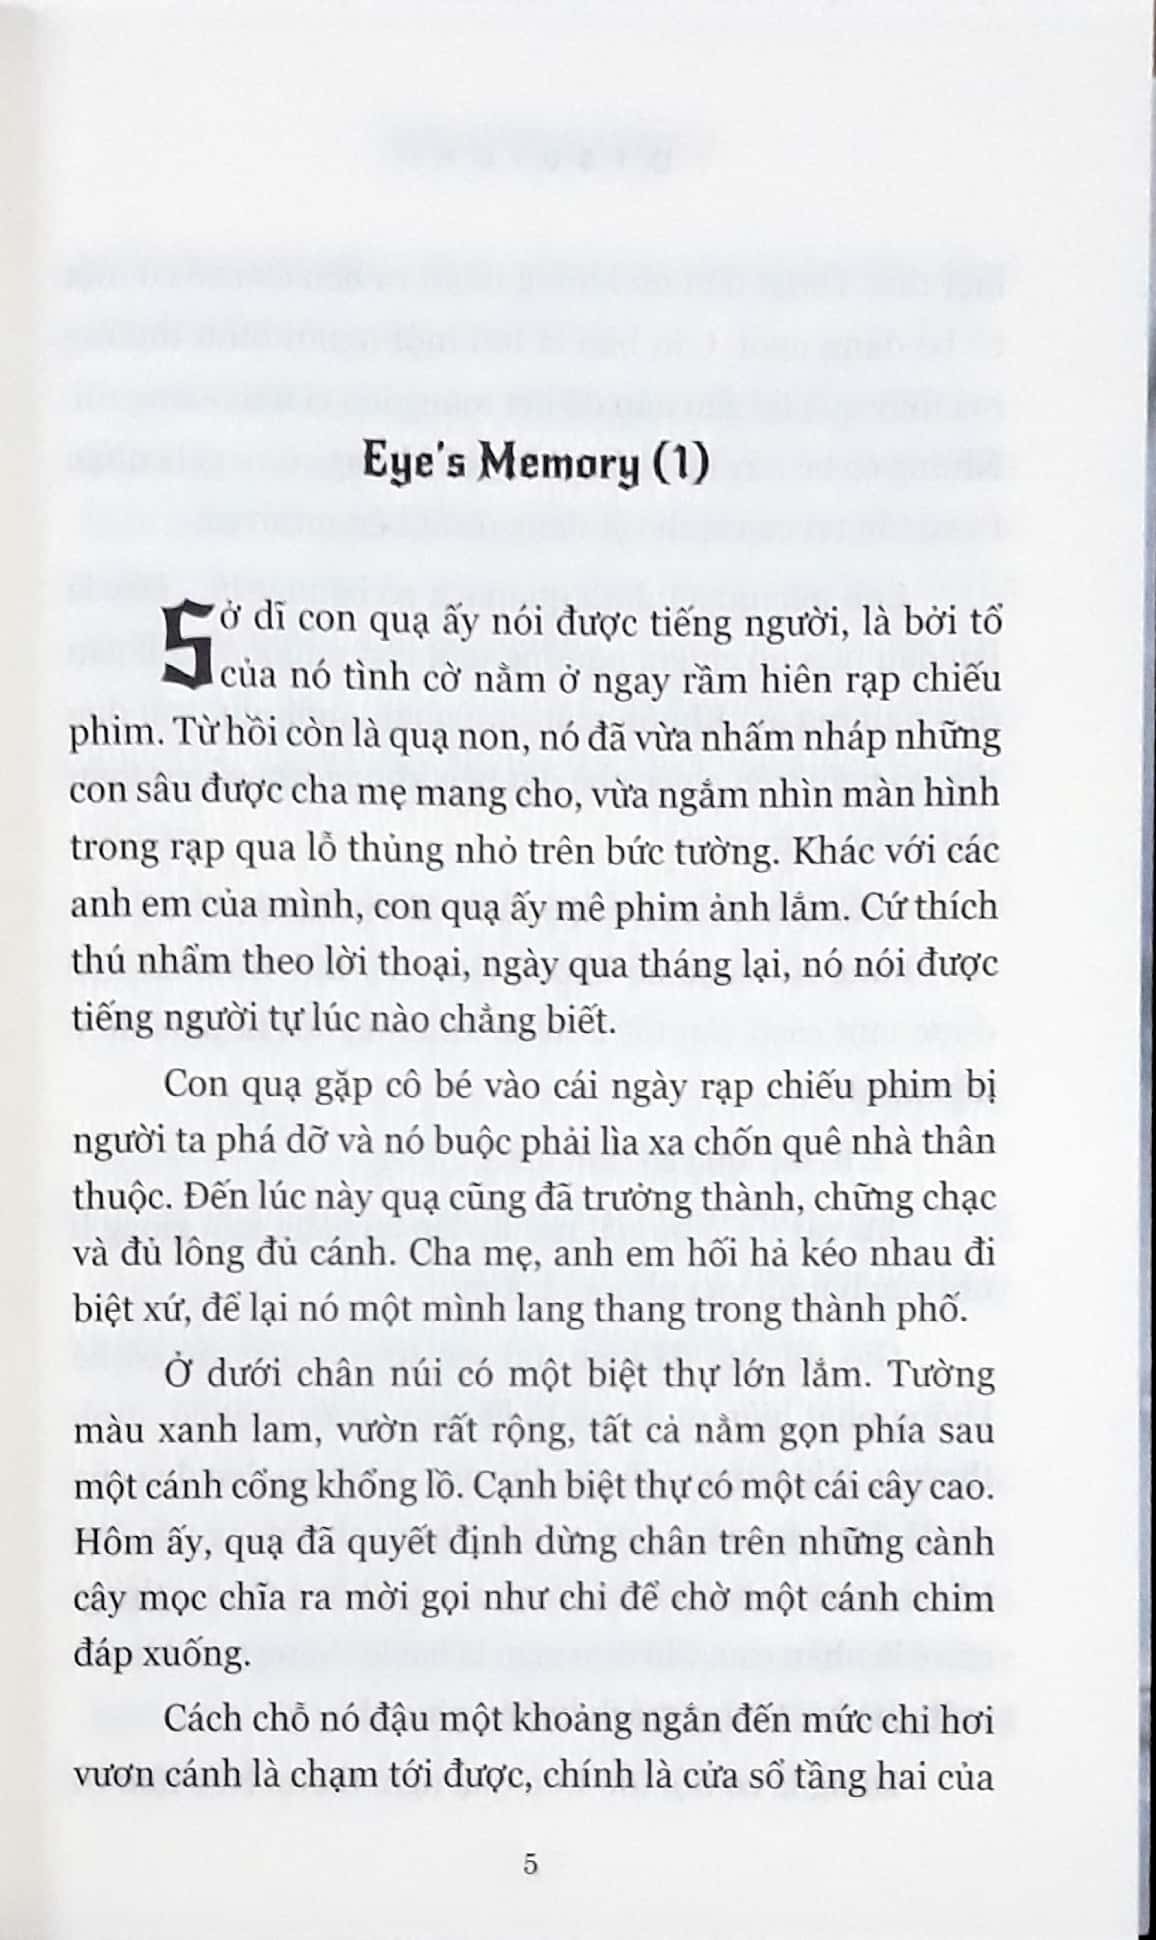 Eye's Memory (1)
Sở dĩ con quạ ấy nói được tiếng người, là bởi tổ
của nó tình cờ nằm ở ngay rầm hiên rạp chiếu
phim. Từ hồi còn là quạ non, nó đã vừa nhấm nháp những
con sâu được cha mẹ mang cho, vừa ngắm nhìn màn hình
trong rạp qua lỗ thủng nhỏ trên bức tường. Khác với các
anh em của mình, con quạ ấy mê phim ảnh lắm. Cứ thích
thú nhẩm theo lời thoại, ngày qua tháng lại, nó nói được
tiếng người tự lúc nào chẳng biết.
Con quạ gặp cô bé vào cái ngày rạp chiếu phim bị
người ta phá dỡ và nó buộc phải lìa xa chốn quê nhà thân
thuộc. Đến lúc này quạ cũng đã trưởng thành, chững chạc
và đủ lông đủ cánh. Cha mẹ, anh em hối hả kéo nhau đi
biệt xứ, để lại nó một mình lang thang trong thành phố.
Ở dưới chân núi có một biệt thự lớn lắm. Tường
màu xanh lam, vườn rất rộng, tất cả nằm gọn phía sau
một cánh cổng khổng lồ. Cạnh biệt thự có một cái cây cao.
Hôm ấy, quạ đã quyết định dừng chân trên những cành
cây mọc chĩa ra mời gọi như chỉ để chờ một cánh chim
đáp xuống.
Cách chỗ nó đậu một khoảng ngắn đến mức chỉ hơi
vươn cánh là chạm tới được, chính là cửa sổ tầng hai của
5